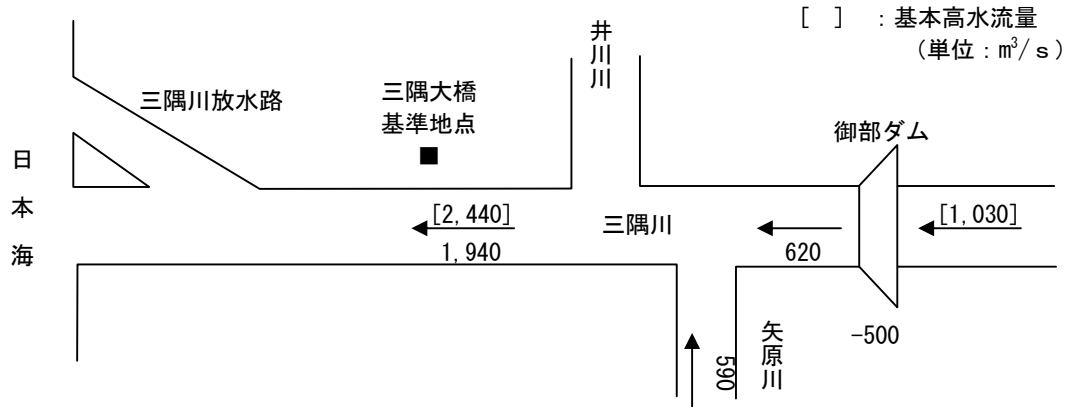 [ ] :基本高水流量
(単位:m³/s)
井川川
三隅川放水路
三隅大橋
基準地点
御部ダム
日本海
[2,440]
1,940
三隅川
620
[1,030]
-500
矢原川
590